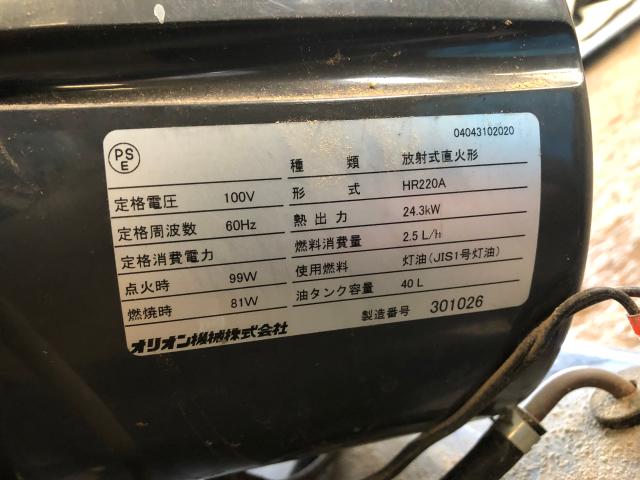 04043102020
PS
E
種類 放射式直火形
定格電圧 100V
形式 HR220A
定格周波数 60Hz
熱出力 24.3kW
定格消費電力
燃料消費量 2.5 L/h
点火時 99W
使用燃料 灯油(JIS1号灯油)
燃焼時 81W
油タンク容量 40 L
オリオン機械株式会社
製造番号 301026